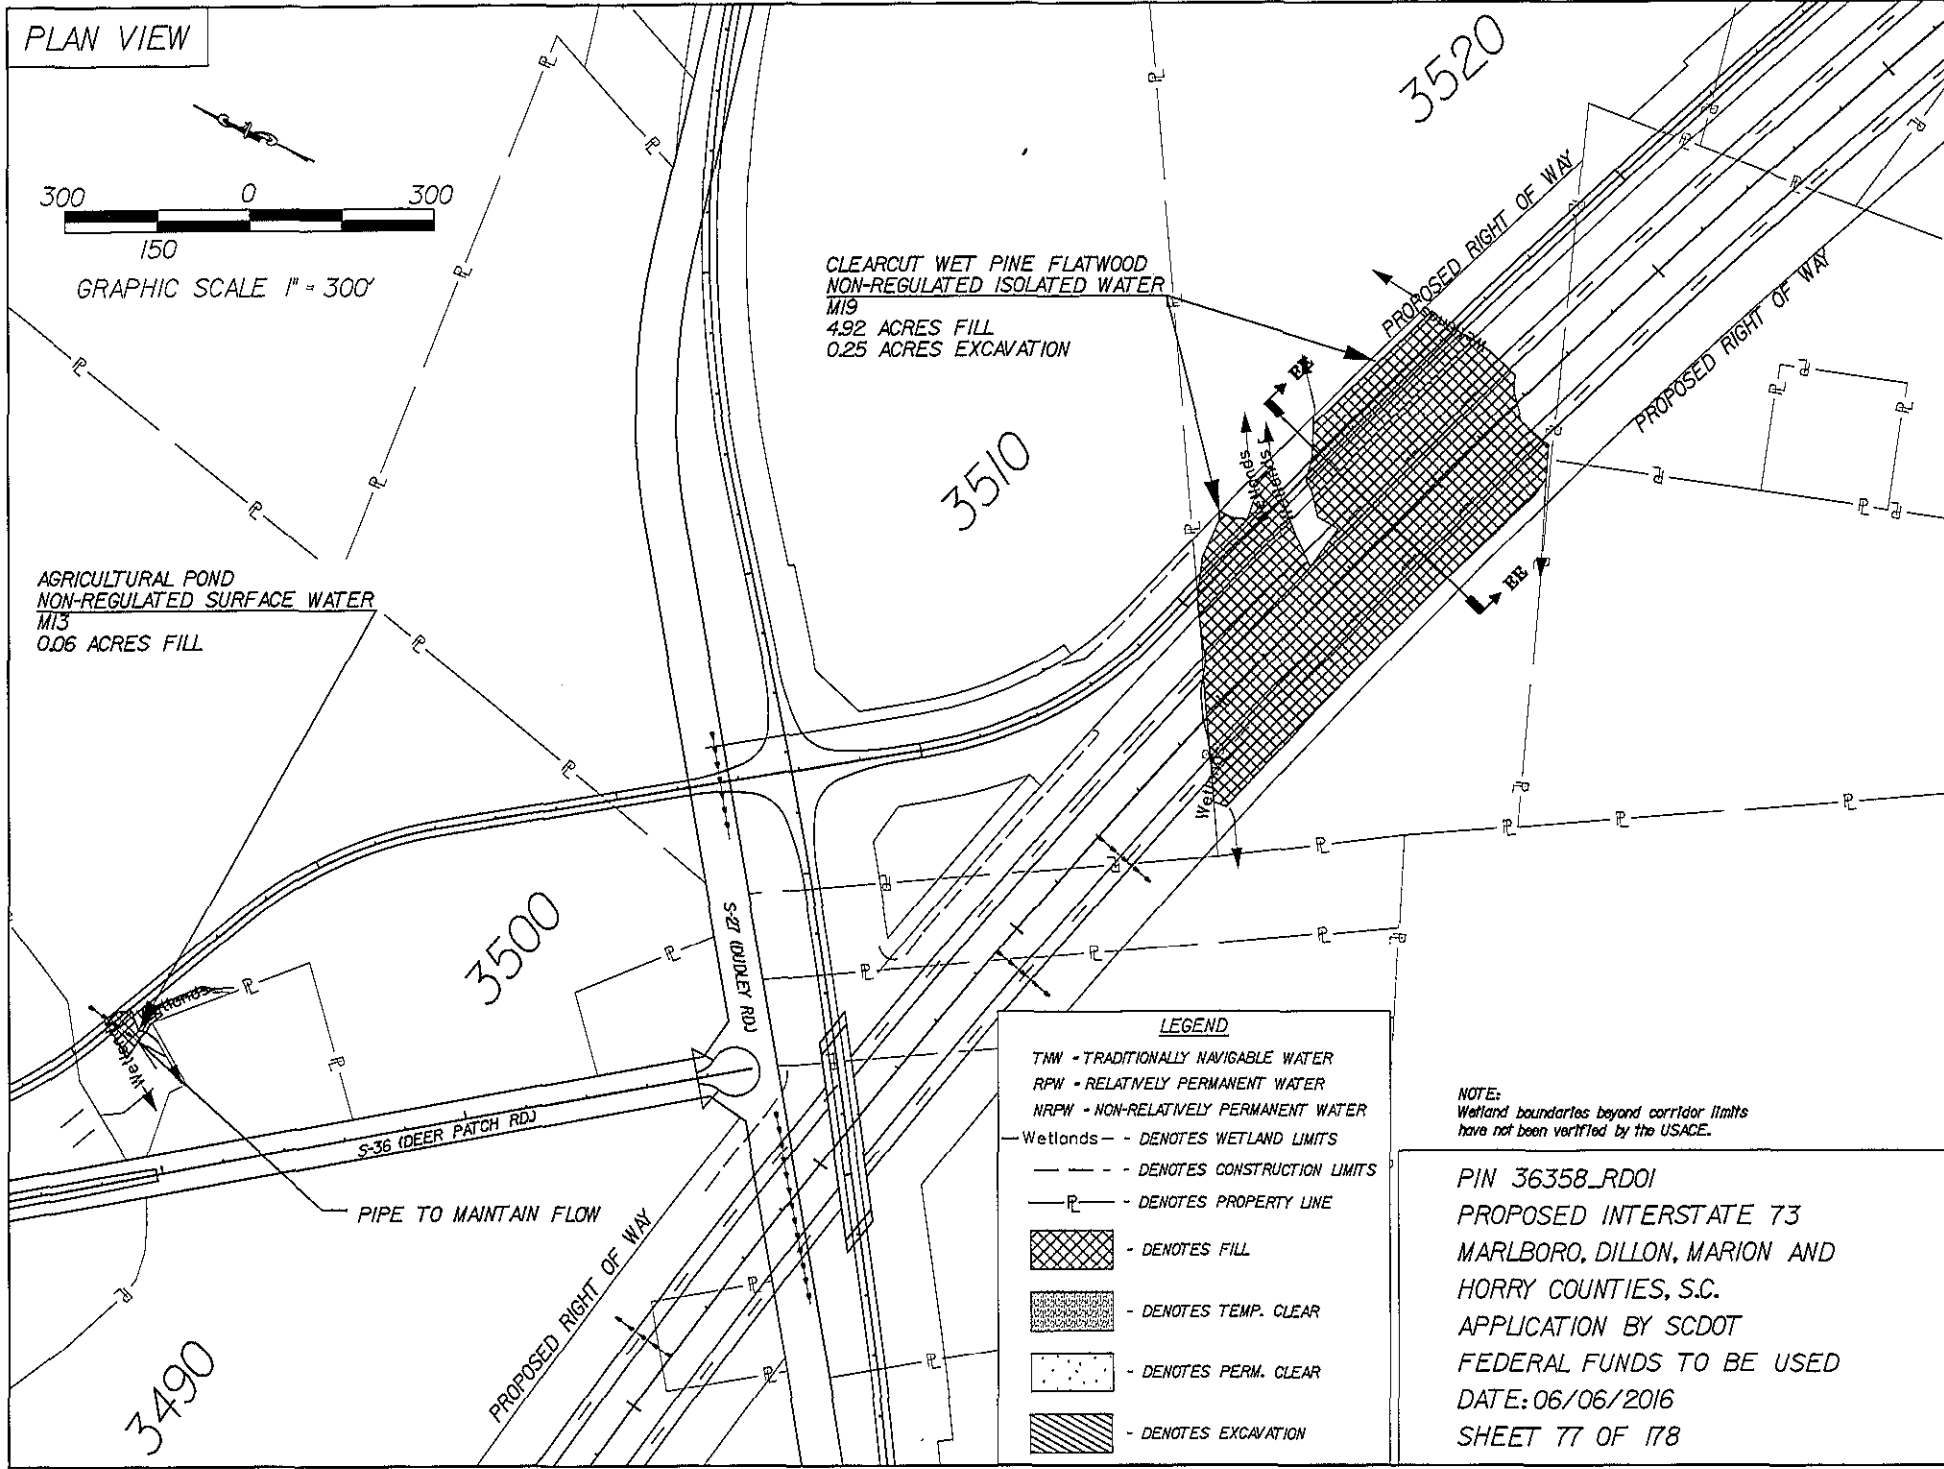 PLAN VIEW
300 0 300
150
GRAPHIC SCALE 1" = 300'
3520
PROPOSED RIGHT OF WAY
PROPOSED RIGHT OF WAY
CLEARCUT WET PINE FLATWOOD
NON-REGULATED ISOLATED WATER
M19
4.92 ACRES FILL
0.25 ACRES EXCAVATION
EE
Wetlands
Wetlands
Wetlands
EE
3510
AGRICULTURAL POND
NON-REGULATED SURFACE WATER
M13
0.06 ACRES FILL
Wetlands
3500
S-27 (DUDLEY RD.)
Wetlands
Wetlands
S-36 (DEER PATCH RD.)
PIPE TO MAINTAIN FLOW
PROPOSED RIGHT OF WAY
3490
LEGEND
TNW - TRADITIONALLY NAVIGABLE WATER
RPW - RELATIVELY PERMANENT WATER
NRPW - NON-RELATIVELY PERMANENT WATER
Wetlands - DENOTES WETLAND LIMITS
- DENOTES CONSTRUCTION LIMITS
PL - DENOTES PROPERTY LINE
- DENOTES FILL
- DENOTES TEMP. CLEAR
- DENOTES PERM. CLEAR
- DENOTES EXCAVATION
NOTE:
Wetland boundaries beyond corridor limits
have not been verified by the USACE.
PIN 36358_RD01
PROPOSED INTERSTATE 73
MARLBORO, DILLON, MARION AND
HORRY COUNTIES, S.C.
APPLICATION BY SCDOT
FEDERAL FUNDS TO BE USED
DATE: 06/06/2016
SHEET 77 OF 178